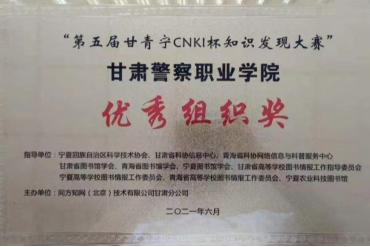 “第五届甘青宁CNKI杯知识发现大赛”
甘肃警察职业学院
优秀组织奖
指导单位：宁夏回族自治区科学技术协会、甘肃省科协信息中心、青海省科协网络信息与科普服务中心
甘肃省图书馆学会、青海省图书馆学会、宁夏图书馆学会、甘肃省高等学校图书情报工作指导委员会
宁夏高等学校图书情报工作委员会、青海省高等学校图书情报工作委员会、宁夏农业科技图书馆
主办单位：同方知网（北京）技术有限公司甘肃分公司
二〇二一年六月